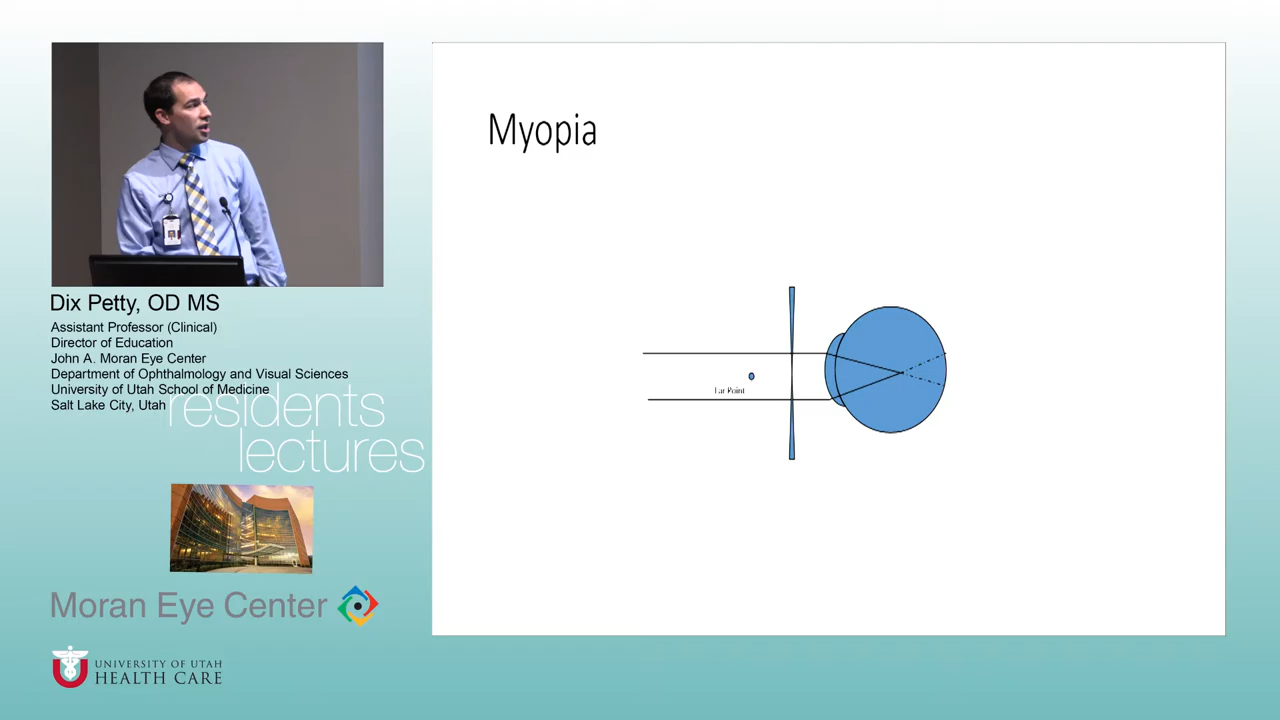 Myopia
Far Point
Dix Petty, OD MS
Assistant Professor (Clinical)
Director of Education
John A. Moran Eye Center
Department of Ophthalmology and Visual Sciences
University of Utah School of Medicine
Salt Lake City, Utah
residents
lectures
Moran Eye Center
UNIVERSITY OF UTAH
HEALTH CARE